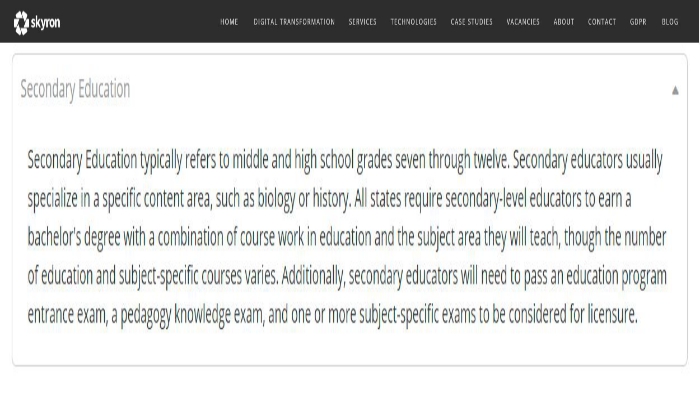 skyron
HOME DIGITAL TRANSFORMATION SERVICES TECHNOLOGIES CASE STUDIES VACANCIES ABOUT CONTACT GDPR BLOG
Secondary Education
Secondary Education typically refers to middle and high school grades seven through twelve. Secondary educators usually
specialize in a specific content area, such as biology or history. All states require secondary-level educators to earn a
bachelor's degree with a combination of course work in education and the subject area they will teach, though the number
of education and subject-specific courses varies. Additionally, secondary educators will need to pass an education program
entrance exam, a pedagogy knowledge exam, and one or more subject-specific exams to be considered for licensure.